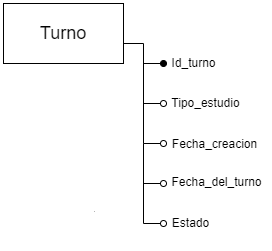 Turno
Id_turno
Tipo_estudio
Fecha_creacion
Fecha_del_turno
Estado